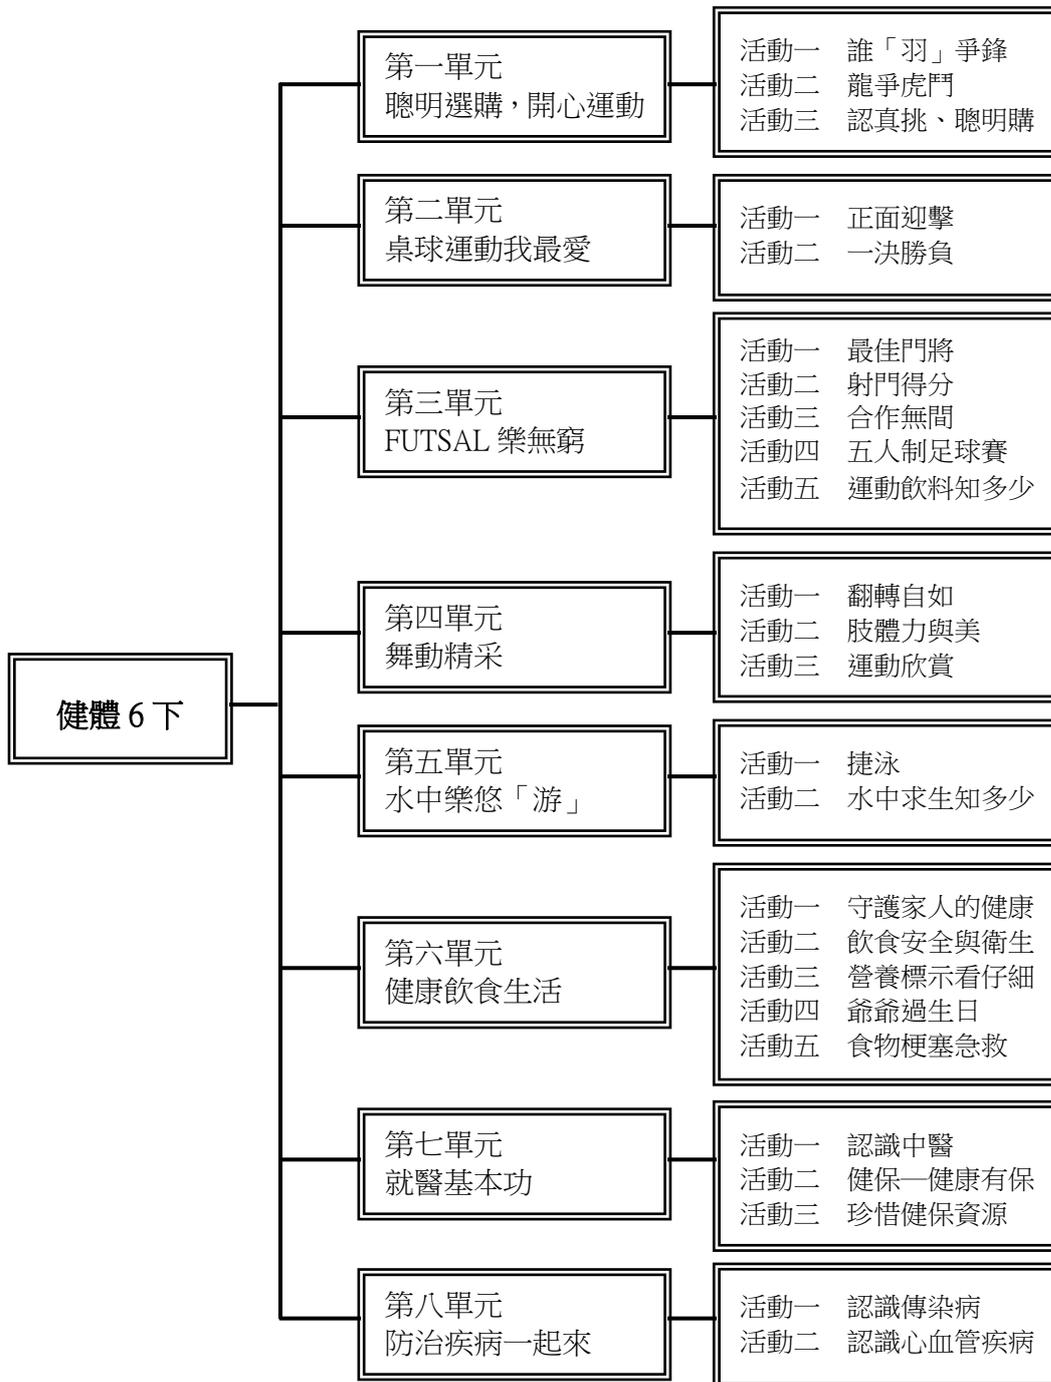 健體 6 下
第一單元
聰明選購，開心運動
活動一　誰「羽」爭鋒
活動二　龍爭虎鬥
活動三　認真挑、聰明購
第二單元
桌球運動我最愛
活動一　正面迎擊
活動二　一決勝負
第三單元
FUTSAL 樂無窮
活動一　最佳門將
活動二　射門得分
活動三　合作無間
活動四　五人制足球賽
活動五　運動飲料知多少
第四單元
舞動精采
活動一　翻轉自如
活動二　肢體力與美
活動三　運動欣賞
第五單元
水中樂悠「游」
活動一　捷泳
活動二　水中求生知多少
第六單元
健康飲食生活
活動一　守護家人的健康
活動二　飲食安全與衛生
活動三　營養標示看仔細
活動四　爺爺過生日
活動五　食物梗塞急救
第七單元
就醫基本功
活動一　認識中醫
活動二　健保—健康有保
活動三　珍惜健保資源
第八單元
防治疾病一起來
活動一　認識傳染病
活動二　認識心血管疾病